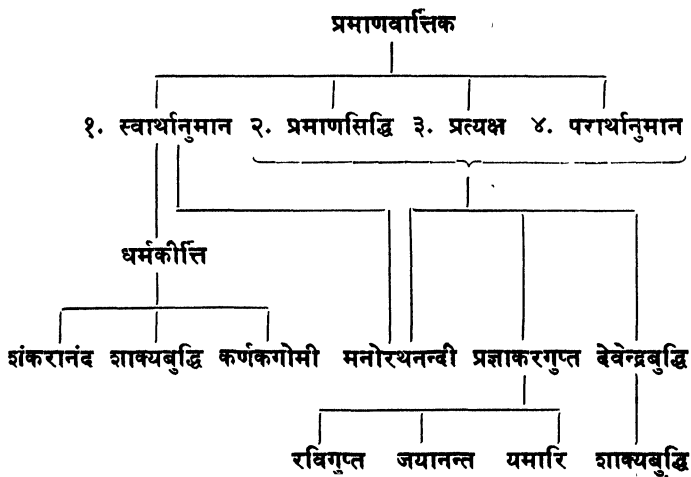 प्रमाणवार्त्तिक
१. स्वार्थानुमान २. प्रमाणसिद्धि ३. प्रत्यक्ष ४. परार्थानुमान
धर्मकीर्त्ति
शंकरानंद शाक्यबुद्धि कर्णकगोमी मनोरथनन्दी प्रज्ञाकरगुप्त देवेन्द्रबुद्धि
रविगुप्त जयानन्त यमारि शाक्यबुद्धि